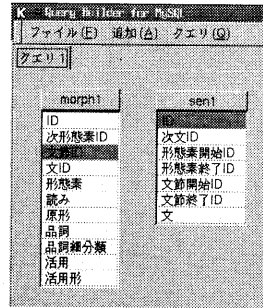 K Query Builder for MySQL
ファイル(F) 追加(A) クエリ(Q)
クエリ1
morph1
ID
次形態素ID
文節ID
文ID
形態素
読み
原形
品詞
品詞細分類
活用
活用形
sen1
ID
次文ID
形態素開始ID
形態素終了ID
文節開始ID
文節終了ID
文